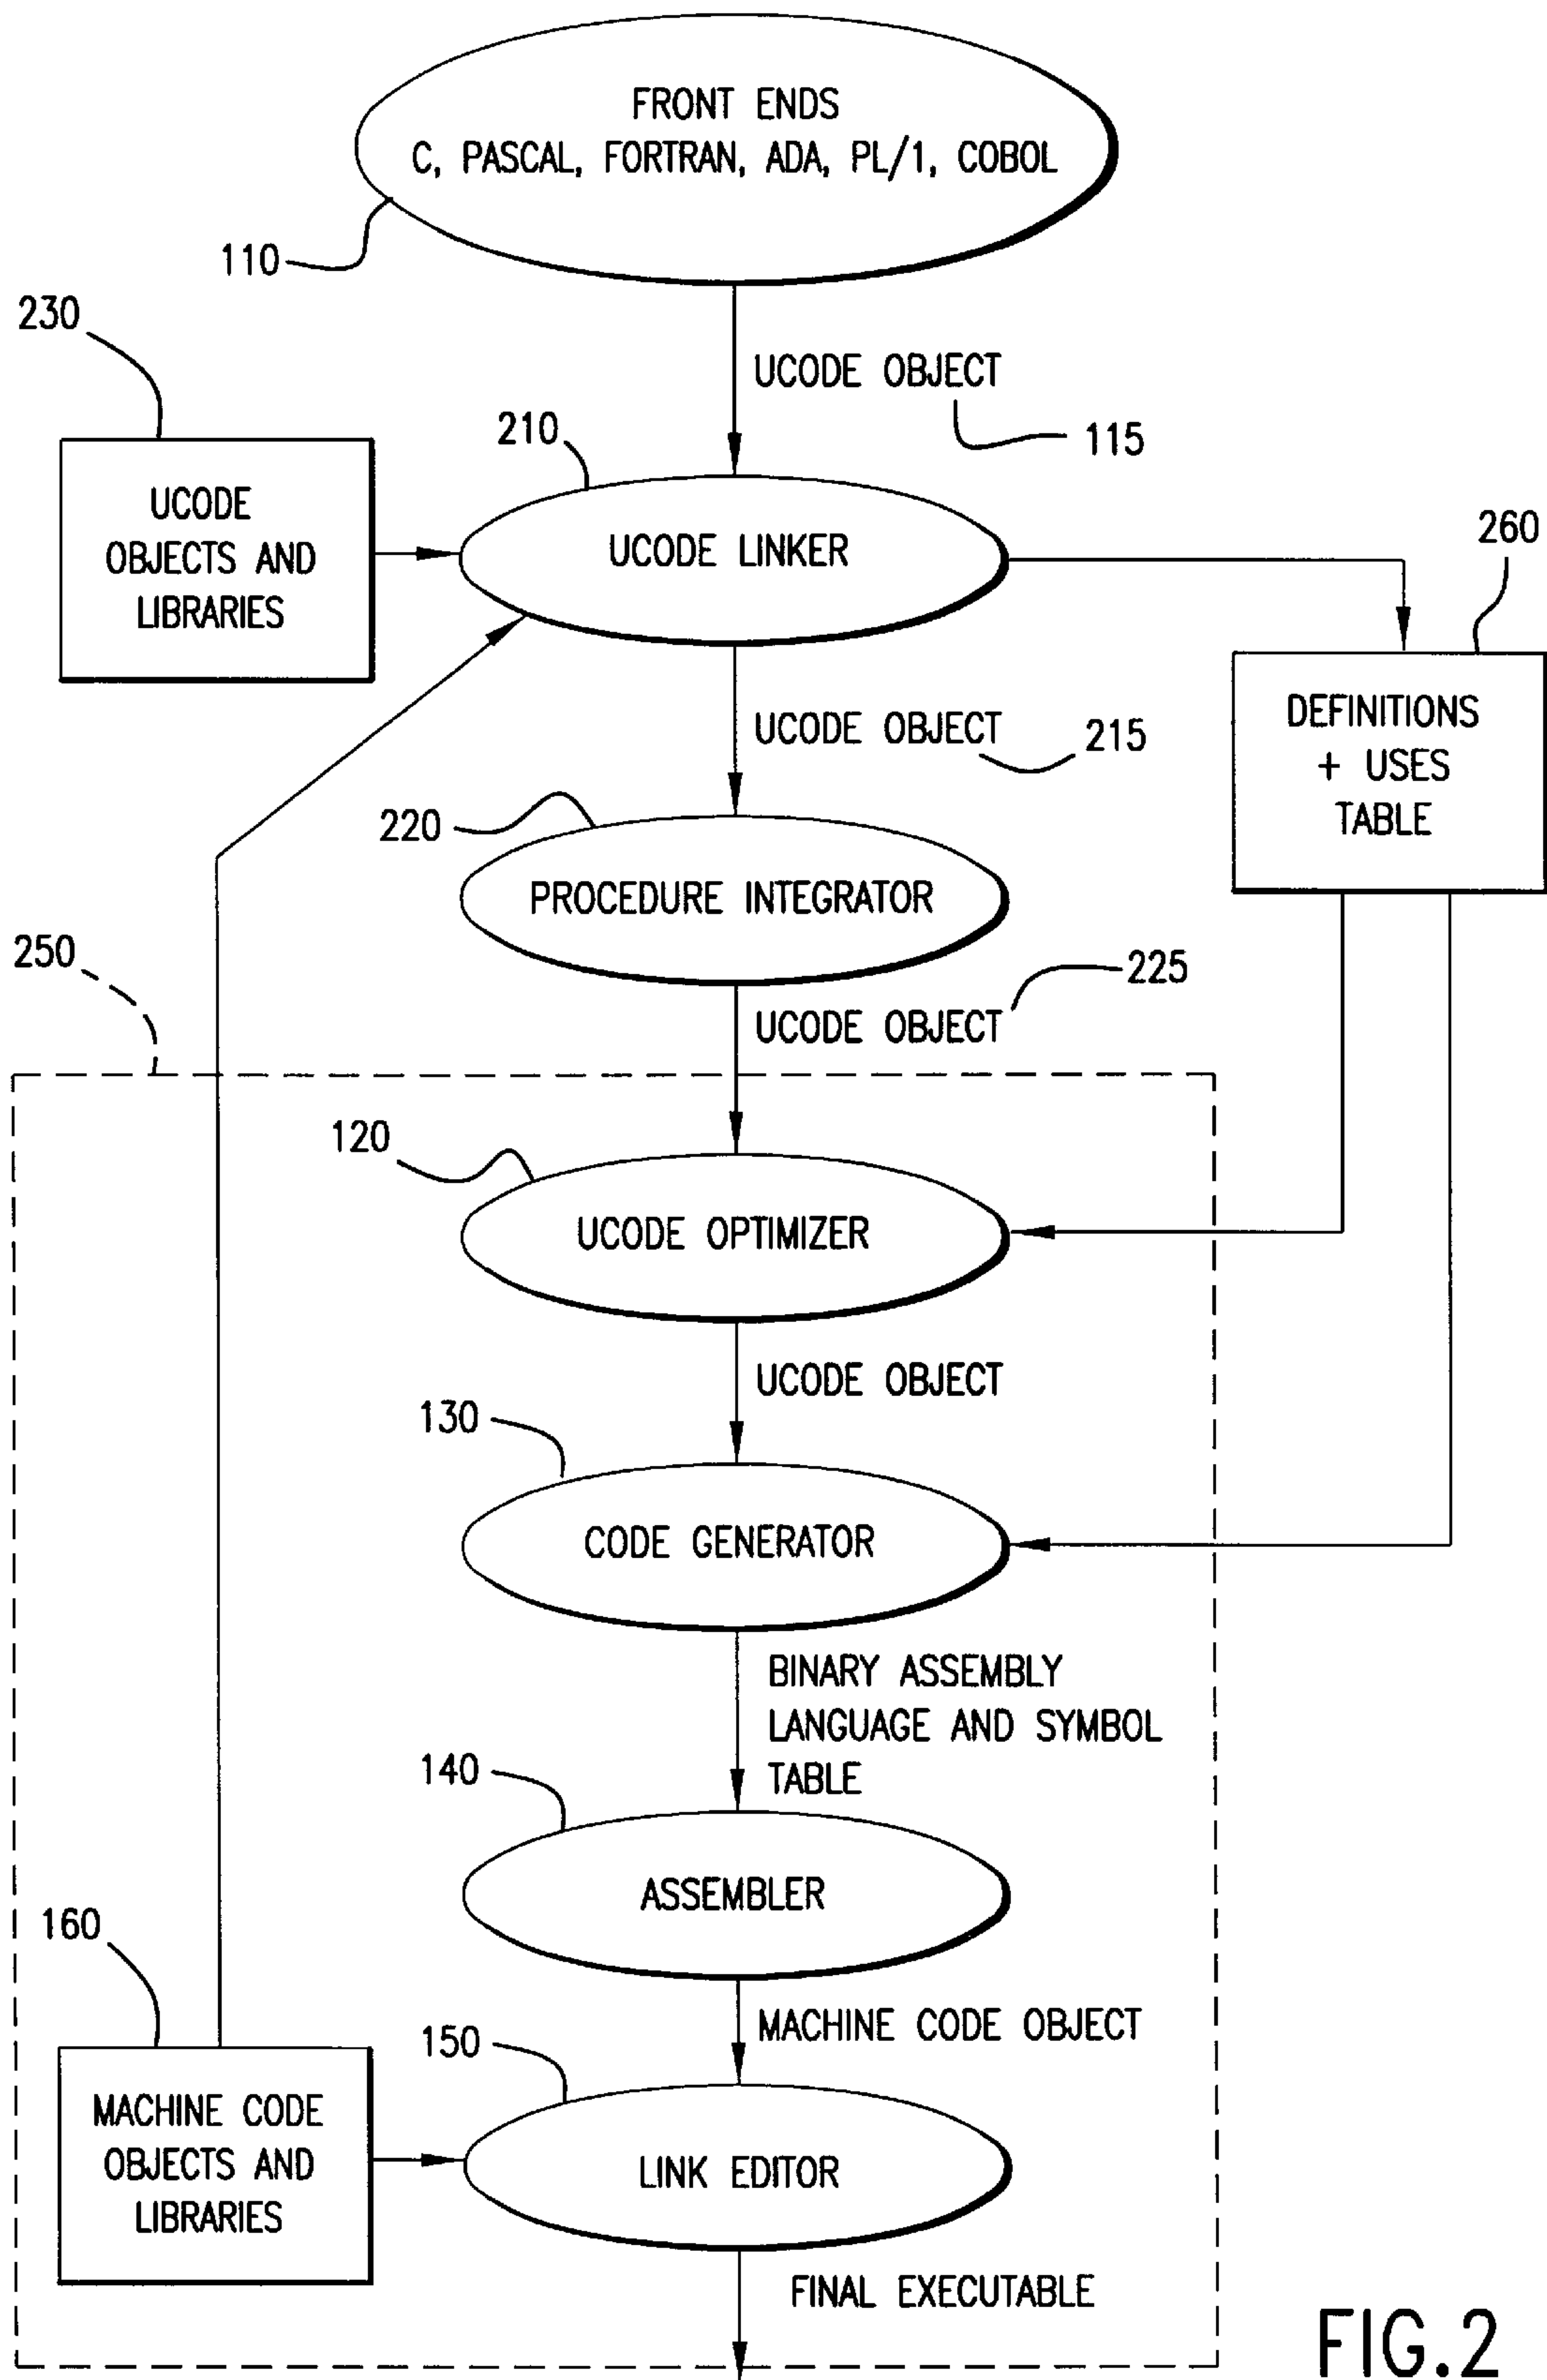 FRONT ENDS
C, PASCAL, FORTRAN, ADA, PL/1, COBOL
110
230
UCODE OBJECT
115
210
UCODE
OBJECTS AND
LIBRARIES
UCODE LINKER
260
UCODE OBJECT
215
DEFINITIONS
+ USES
TABLE
220
PROCEDURE INTEGRATOR
250
225
UCODE OBJECT
120
UCODE OPTIMIZER
UCODE OBJECT
130
CODE GENERATOR
BINARY ASSEMBLY
LANGUAGE AND SYMBOL
TABLE
140
ASSEMBLER
160
MACHINE CODE OBJECT
150
MACHINE CODE
OBJECTS AND
LIBRARIES
LINK EDITOR
FINAL EXECUTABLE
FIG.2